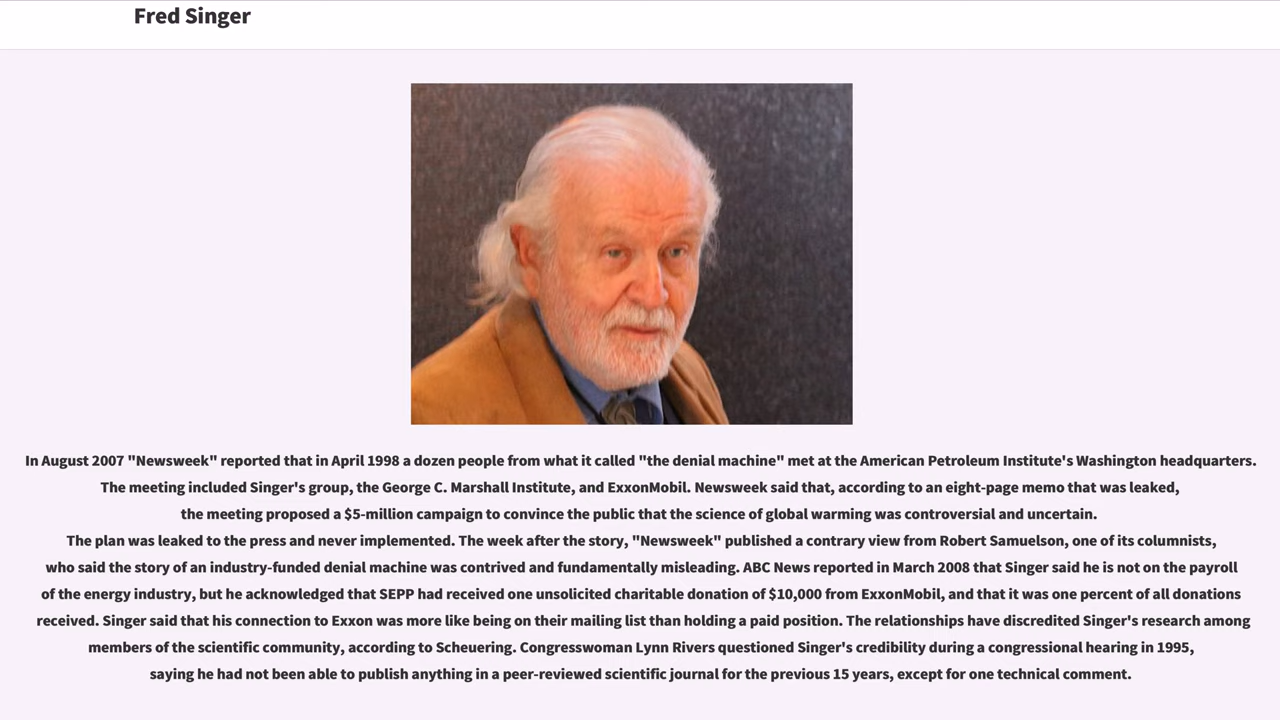 Fred Singer
In August 2007 "Newsweek" reported that in April 1998 a dozen people from what it called "the denial machine" met at the American Petroleum Institute's Washington headquarters.
The meeting included Singer's group, the George C. Marshall Institute, and ExxonMobil. Newsweek said that, according to an eight-page memo that was leaked,
the meeting proposed a $5-million campaign to convince the public that the science of global warming was controversial and uncertain.
The plan was leaked to the press and never implemented. The week after the story, "Newsweek" published a contrary view from Robert Samuelson, one of its columnists,
who said the story of an industry-funded denial machine was contrived and fundamentally misleading. ABC News reported in March 2008 that Singer said he is not on the payroll
of the energy industry, but he acknowledged that SEPP had received one unsolicited charitable donation of $10,000 from ExxonMobil, and that it was one percent of all donations
received. Singer said that his connection to Exxon was more like being on their mailing list than holding a paid position. The relationships have discredited Singer's research among
members of the scientific community, according to Scheuering. Congresswoman Lynn Rivers questioned Singer's credibility during a congressional hearing in 1995,
saying he had not been able to publish anything in a peer-reviewed scientific journal for the previous 15 years, except for one technical comment.